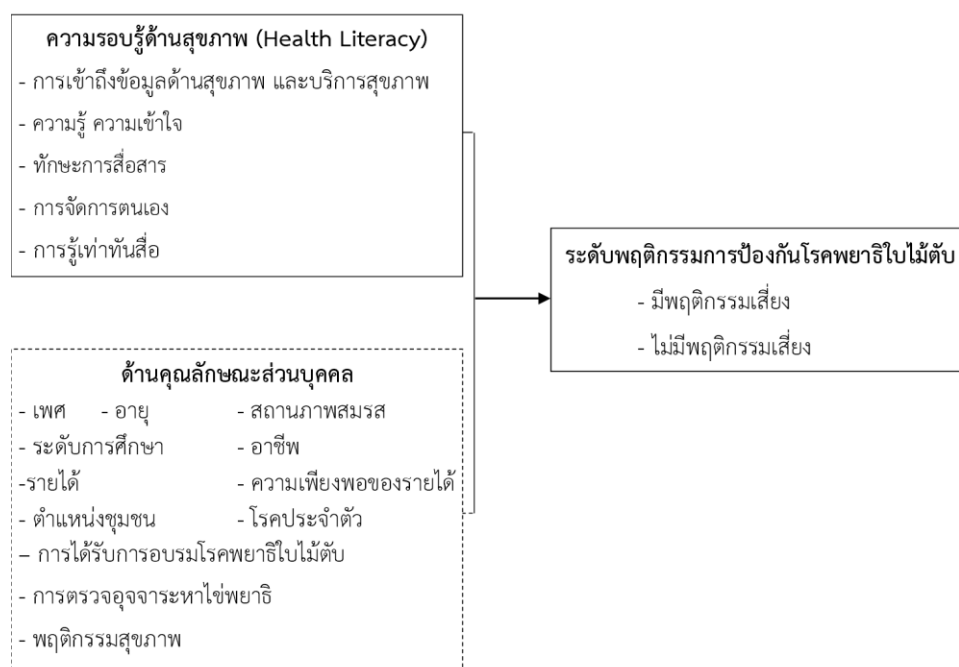 ความรอบรู้ด้านสุขภาพ (Health Literacy)
- การเข้าถึงข้อมูลด้านสุขภาพ และบริการสุขภาพ
- ความรู้ ความเข้าใจ
- ทักษะการสื่อสาร
- การจัดการตนเอง
- การรู้เท่าทันสื่อ
ระดับพฤติกรรมการป้องกันโรคพยาธิใบไม้ตับ
- มีพฤติกรรมเสี่ยง
- ไม่มีพฤติกรรมเสี่ยง
ด้านคุณลักษณะส่วนบุคคล
- เพศ - อายุ - สถานภาพสมรส
- ระดับการศึกษา - อาชีพ
-รายได้ - ความเพียงพอของรายได้
- ตำแหน่งชุมชน - โรคประจำตัว
– การได้รับการอบรมโรคพยาธิใบไม้ตับ
- การตรวจอุจจาระหาไข่พยาธิ
- พฤติกรรมสุขภาพ